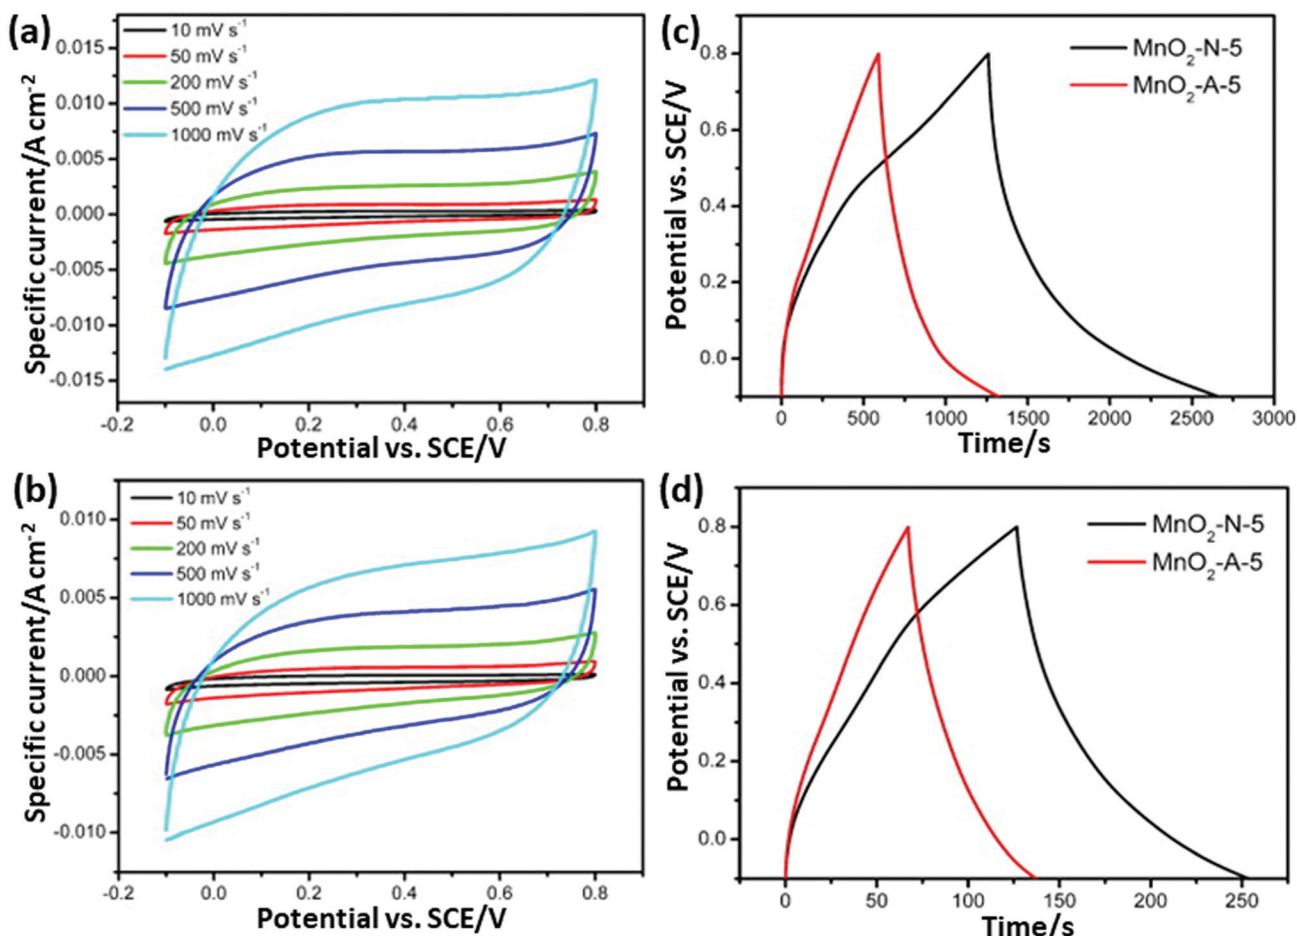 (a)
10 mV s⁻¹
50 mV s⁻¹
200 mV s⁻¹
500 mV s⁻¹
1000 mV s⁻¹
0.015
0.010
0.005
0.000
-0.005
-0.010
-0.015
Specific current/A cm⁻²
-0.2 0.0 0.2 0.4 0.6 0.8
Potential vs. SCE/V
(c)
MnO₂-N-5
MnO₂-A-5
0.8
0.6
0.4
0.2
0.0
Potential vs. SCE/V
0 500 1000 1500 2000 2500 3000
Time/s
(b)
10 mV s⁻¹
50 mV s⁻¹
200 mV s⁻¹
500 mV s⁻¹
1000 mV s⁻¹
0.010
0.005
0.000
-0.005
-0.010
Specific current/A cm⁻²
-0.2 0.0 0.2 0.4 0.6 0.8
Potential vs. SCE/V
(d)
MnO₂-N-5
MnO₂-A-5
0.8
0.6
0.4
0.2
0.0
Potential vs. SCE/V
0 50 100 150 200 250
Time/s